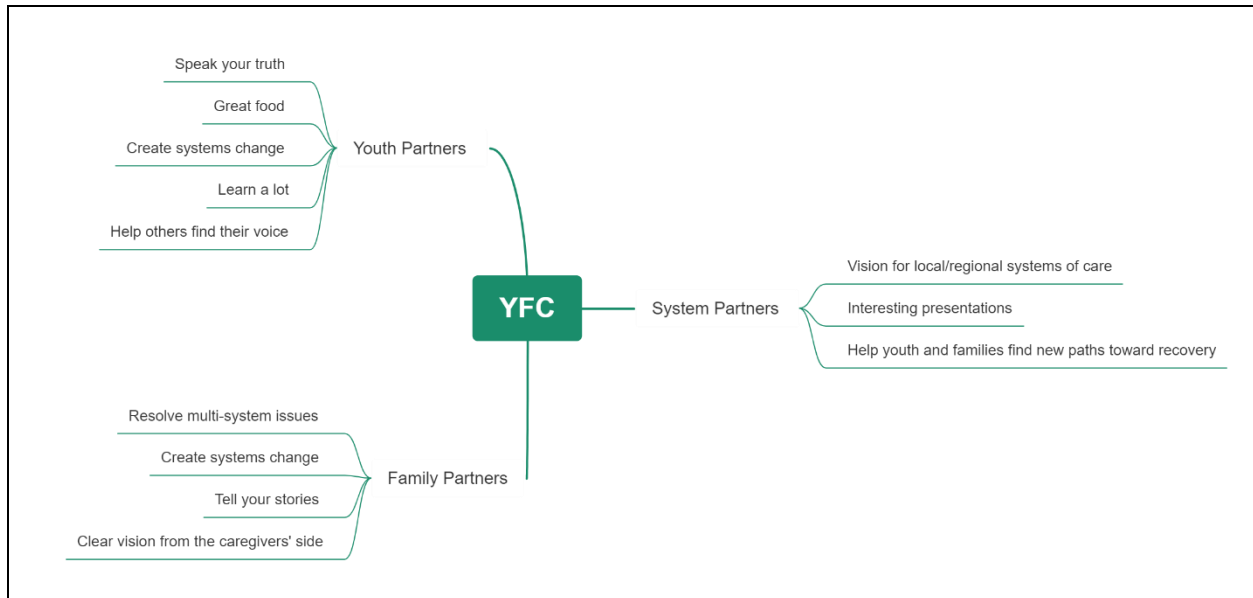 YFC
Youth Partners
Speak your truth
Great food
Create systems change
Learn a lot
Help others find their voice
System Partners
Vision for local/regional systems of care
Interesting presentations
Help youth and families find new paths toward recovery
Family Partners
Resolve multi-system issues
Create systems change
Tell your stories
Clear vision from the caregivers' side